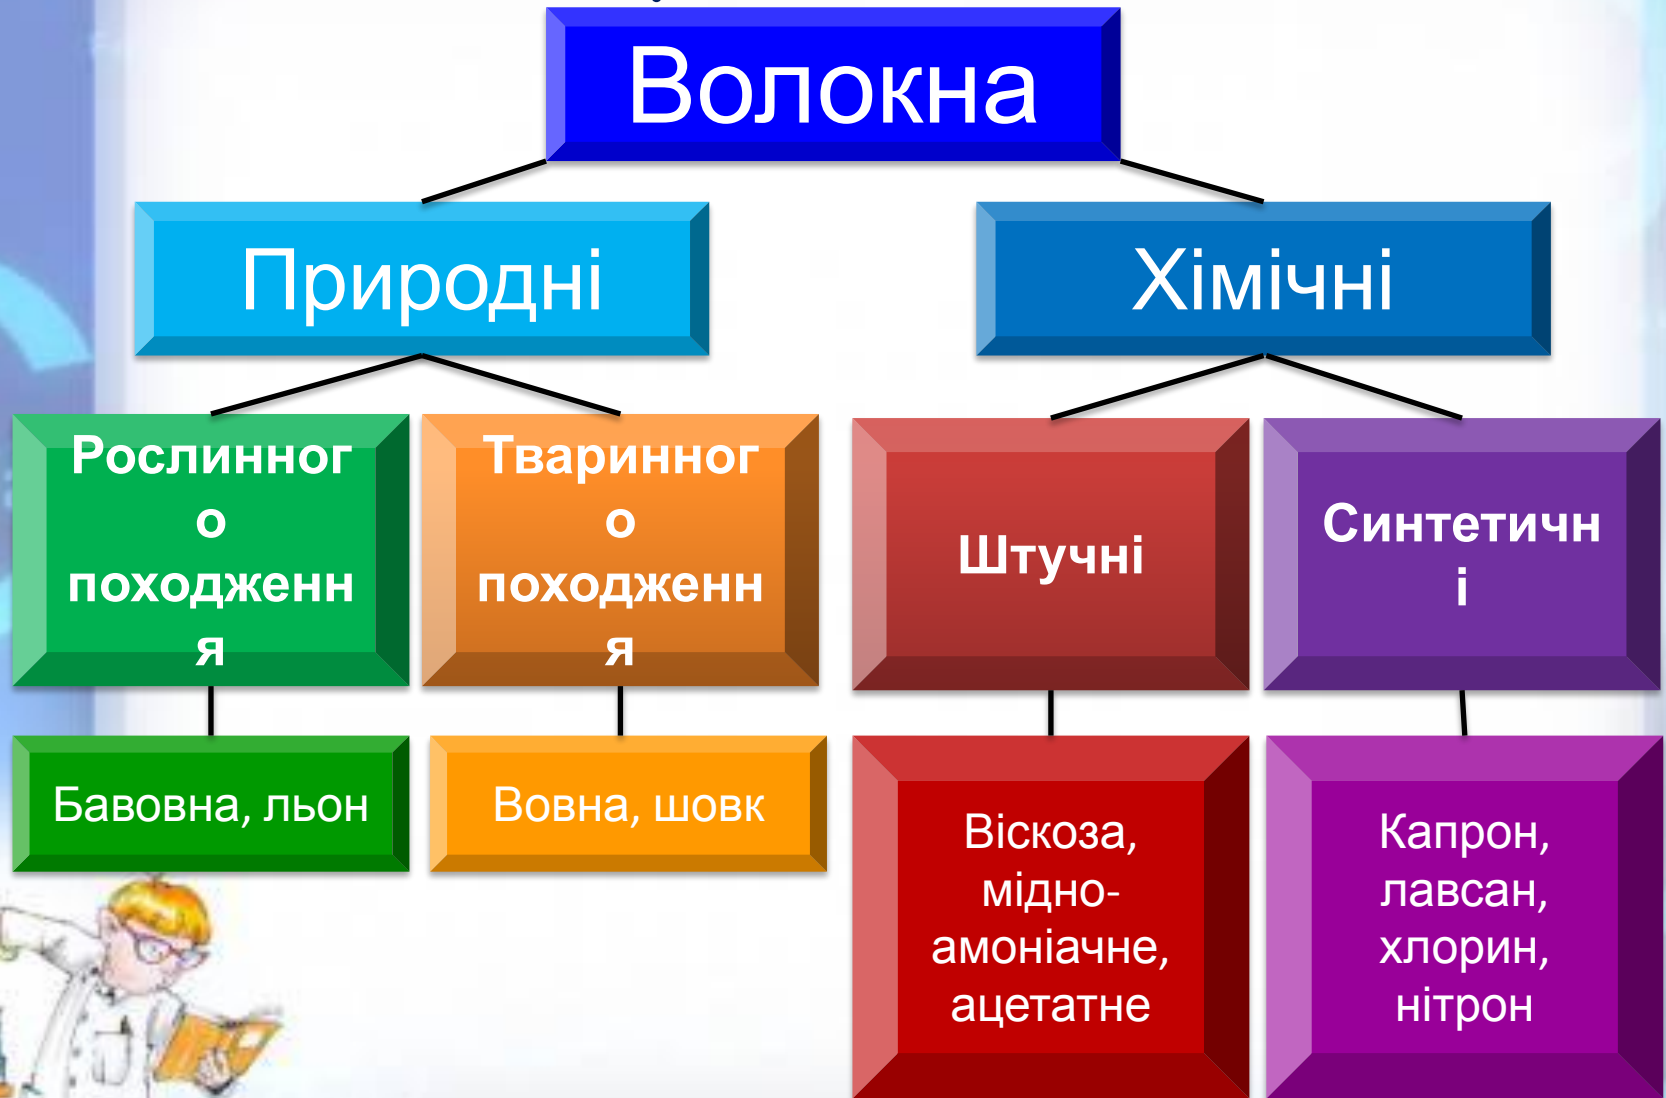 Волокна
Природні
Хімічні
Рослинног
о
походженн
я
Тваринног
о
походженн
я
Штучні
Синтетичн
і
Бавовна, льон
Вовна, шовк
Віскоза,
мідно-
амоніачне,
ацетатне
Капрон,
лавсан,
хлорин,
нітрон